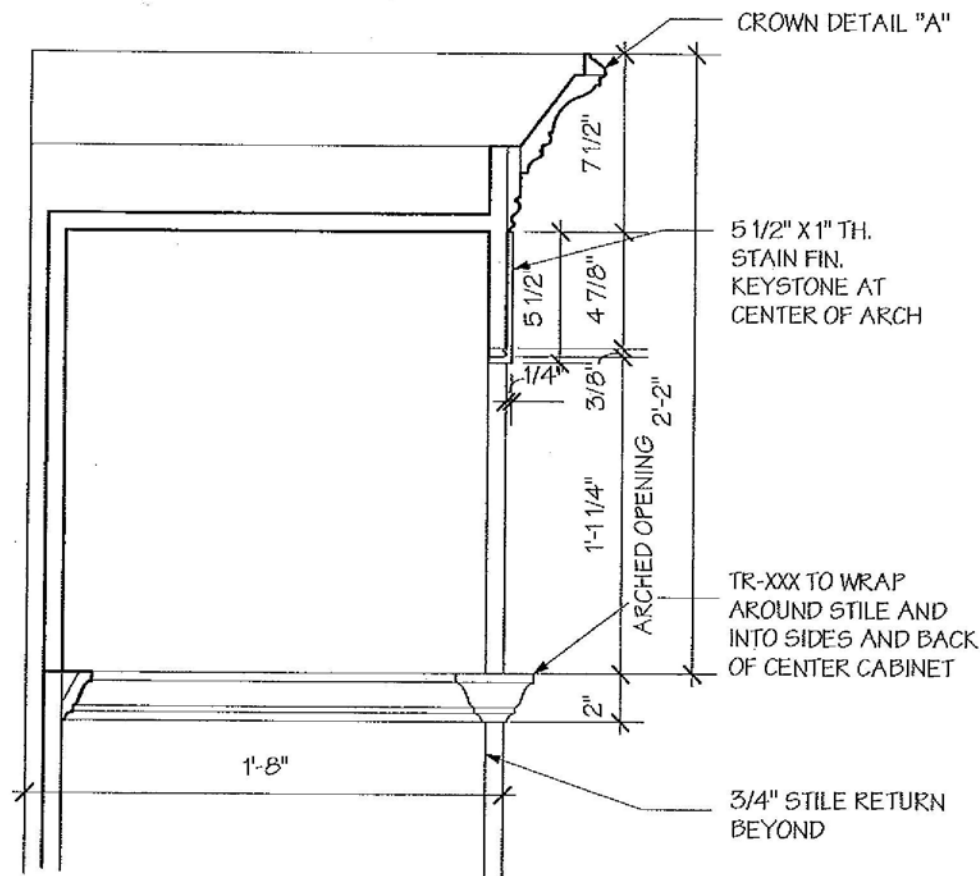 CROWN DETAIL "A"
7 1/2"
5 1/2" X 1" TH.
STAIN FIN.
KEYSTONE AT
CENTER OF ARCH
5 1/2"
4 7/8"
1/4"
3/8"
2'-2"
1'-1 1/4"
ARCHED OPENING
TR-XXX TO WRAP
AROUND STILE AND
INTO SIDES AND BACK
OF CENTER CABINET
2"
1'-8"
3/4" STILE RETURN
BEYOND